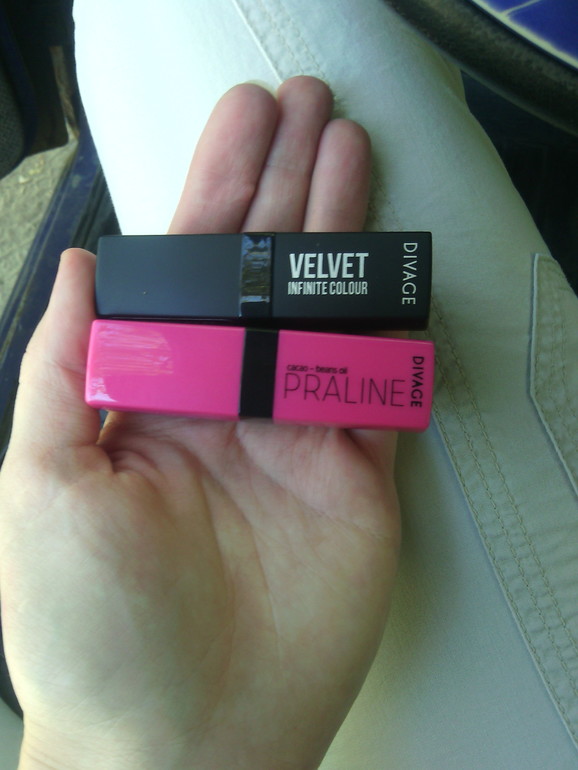 VELVET
INFINITE COLOUR
DIVAGE
cacao - beans oil
PRALINE
DIVAGE